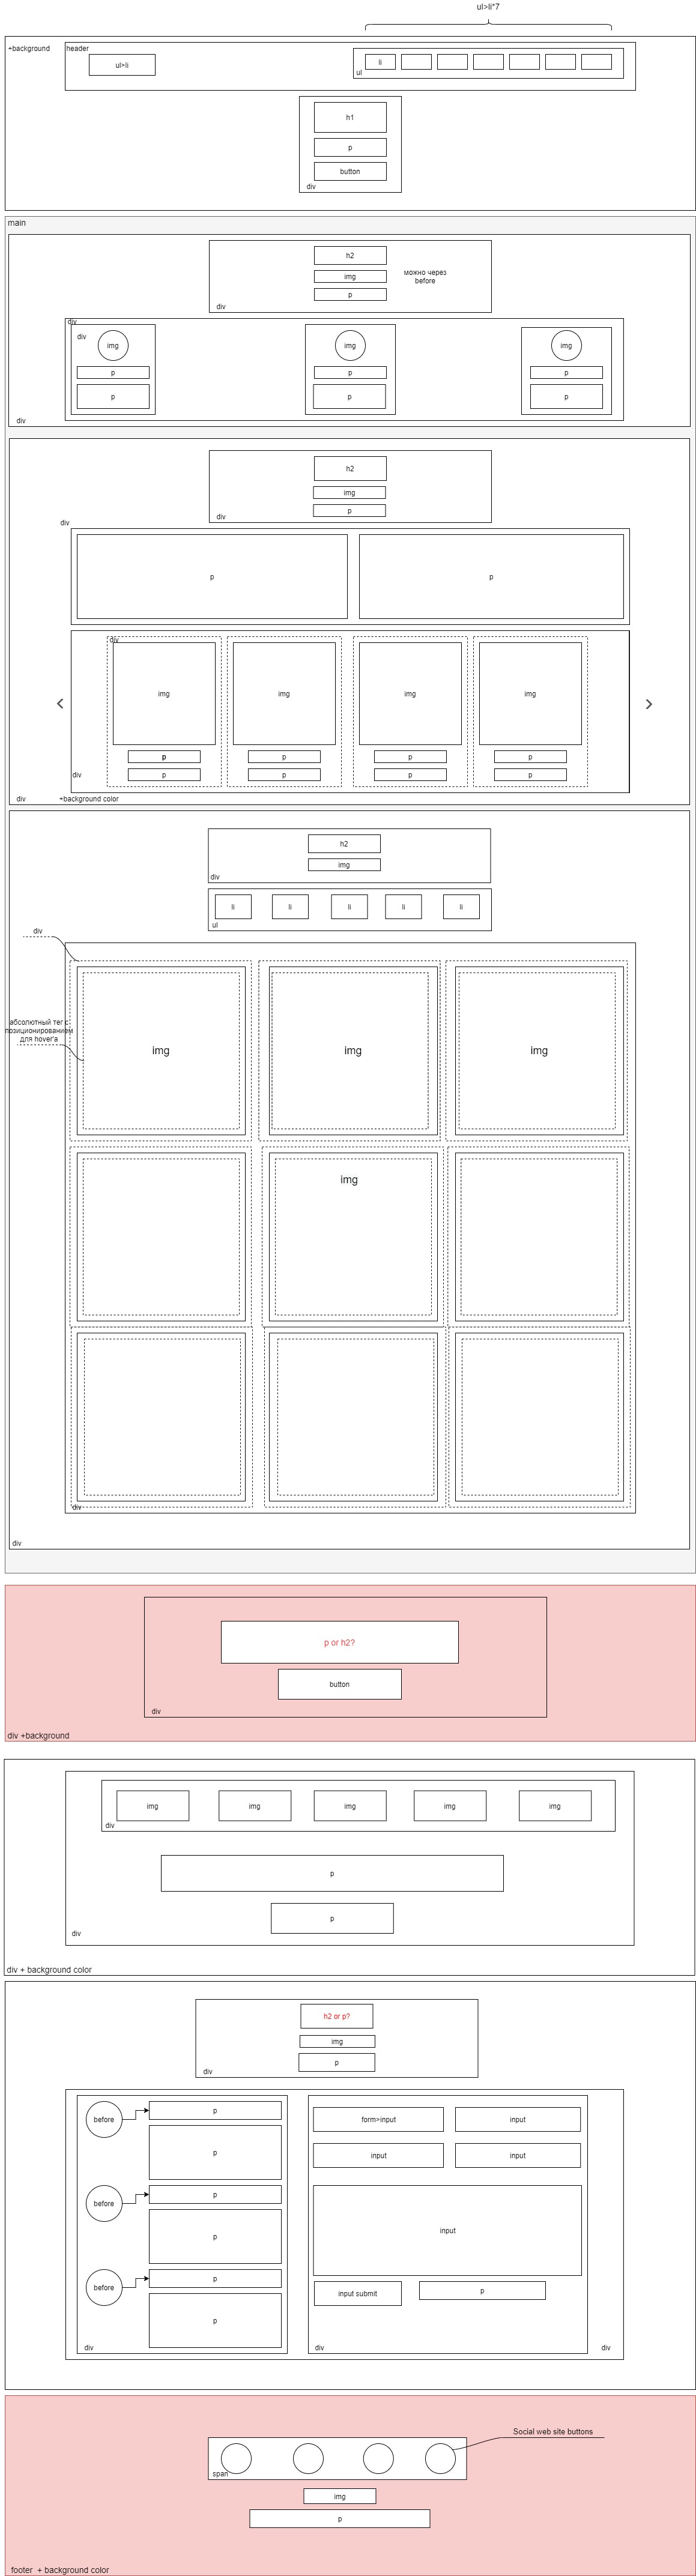 ul>li*7
+background
header
ul>li
li
ul
h1
p
button
div
main
h2
img
p
можно через
before
div
div
div
img
img
img
p
p
p
p
p
p
div
h2
img
p
div
div
p
p
div
img
img
img
img
p
p
p
p
p
p
p
p
div
div
+background color
h2
img
div
li
li
li
li
li
ul
div
абсолютный тег с
позиционированием
для hover'а
img
img
img
img
div
div
p or h2?
button
div
div +background
img
img
img
img
img
div
p
p
div
div + background color
h2 or p?
img
p
div
before
p
p
before
p
p
before
p
p
div
form>input
input
input
input
input
input submit
p
div
div
Social web site buttons
span
img
p
footer + background color